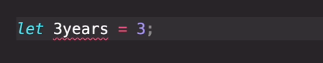 let 3years = 3;